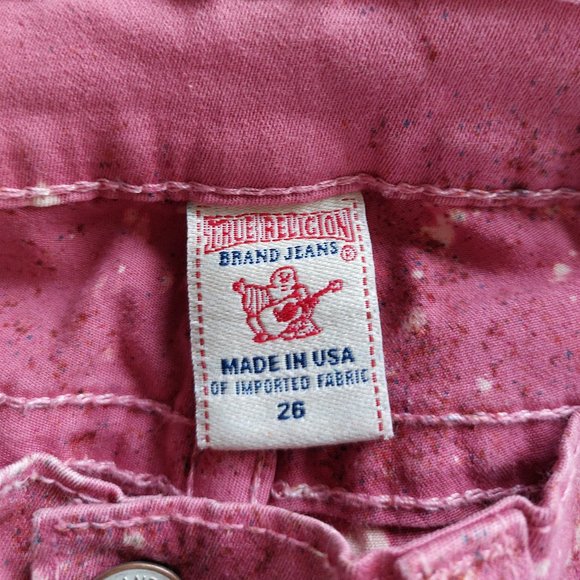 TRUE RELIGION
BRAND JEANS ®
MADE IN USA
OF IMPORTED FABRIC
26